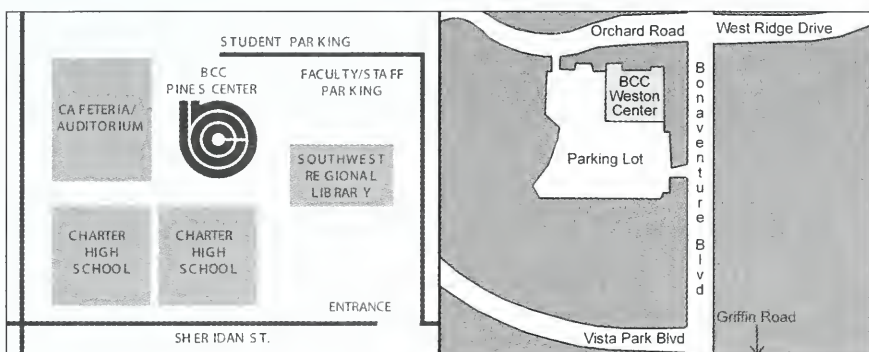 STUDENT PARKING
BCC
PINES CENTER
FACULTY/STAFF
PARKING
CAFETERIA/
AUDITORIUM
SOUTHWEST
REGIONAL
LIBRARY
CHARTER
HIGH
SCHOOL
CHARTER
HIGH
SCHOOL
ENTRANCE
SHERIDAN ST.
Orchard Road
West Ridge Drive
BCC
Weston
Center
Parking Lot
Bonaventure Blvd
Griffin Road
Vista Park Blvd